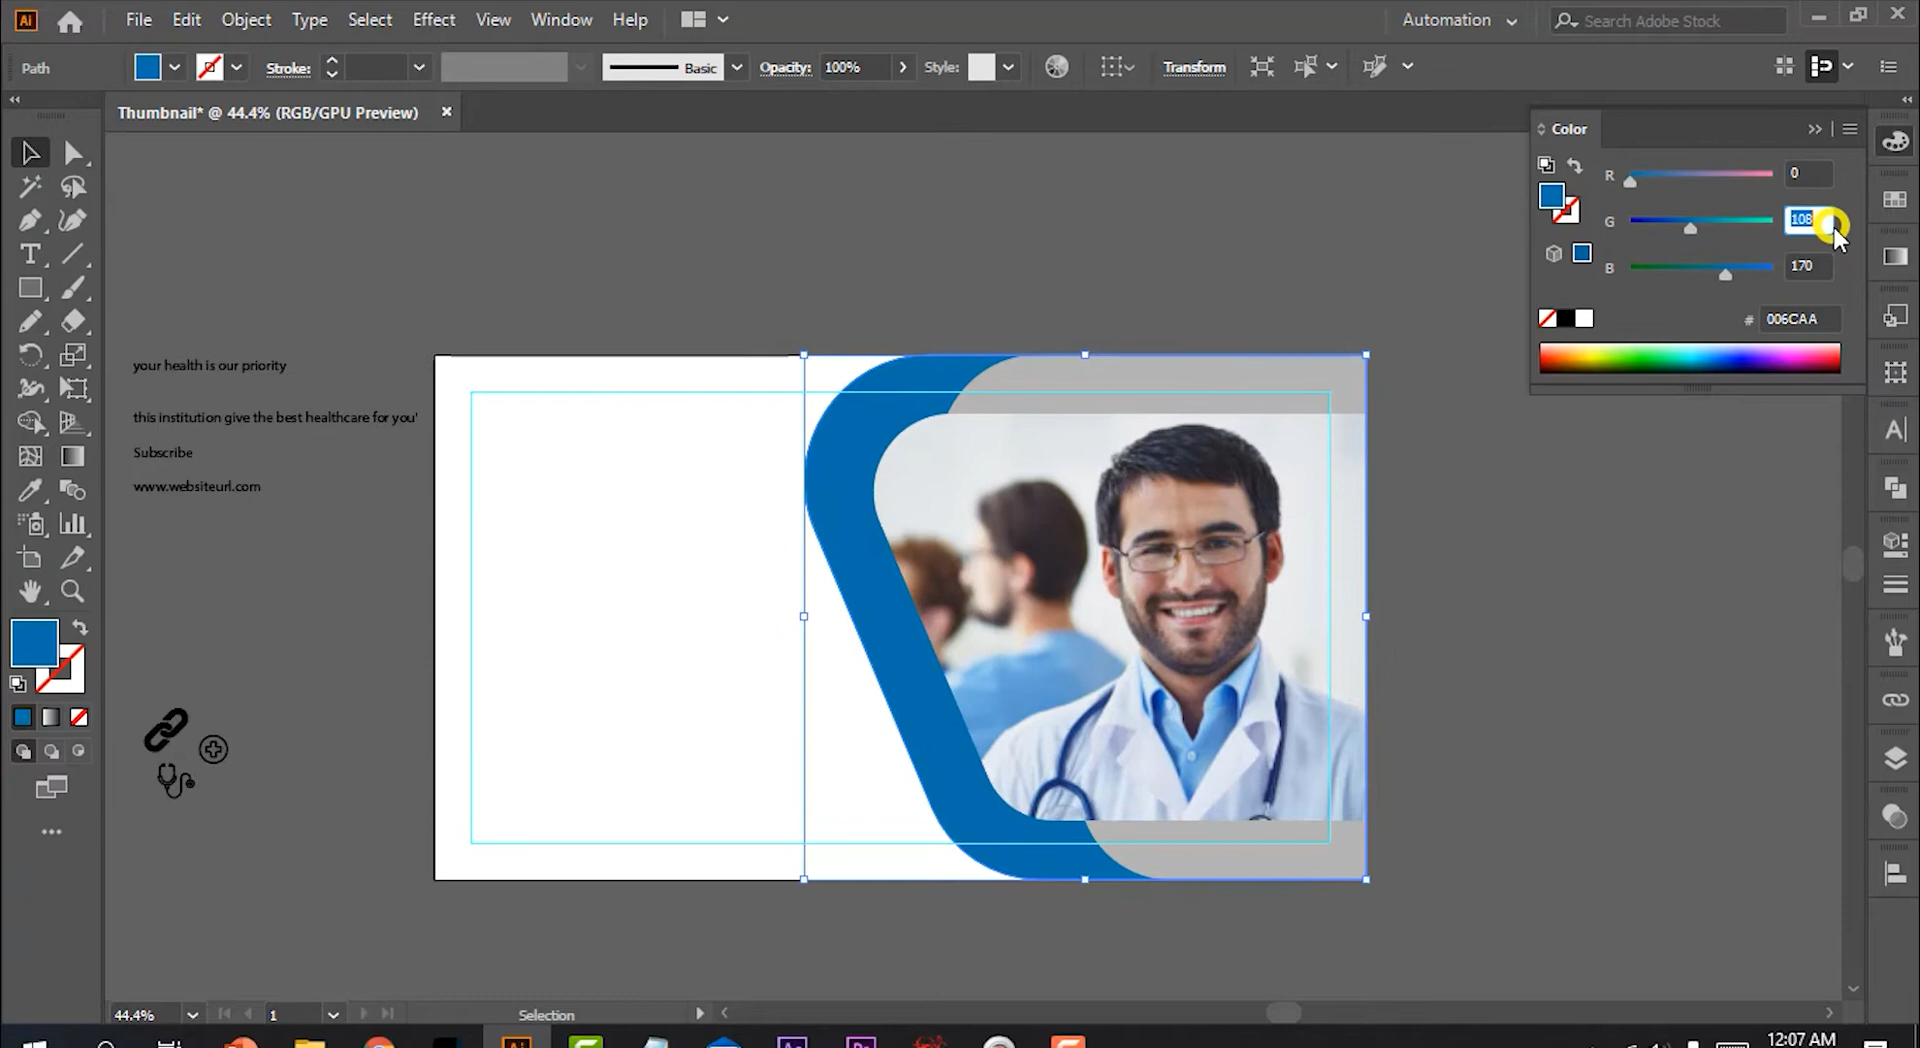 Ai File Edit Object Type Select Effect View Window Help Automation Search Adobe Stock
Path Stroke: Basic Opacity: 100% Style: Transform
Thumbnail* @ 44.4% (RGB/GPU Preview) ×
Color
R 0
G 108
B 170
# 006CAA
your health is our priority
this institution give the best healthcare for you'
Subscribe
www.websiteurl.com
44.4% 1 Selection
12:07 AM